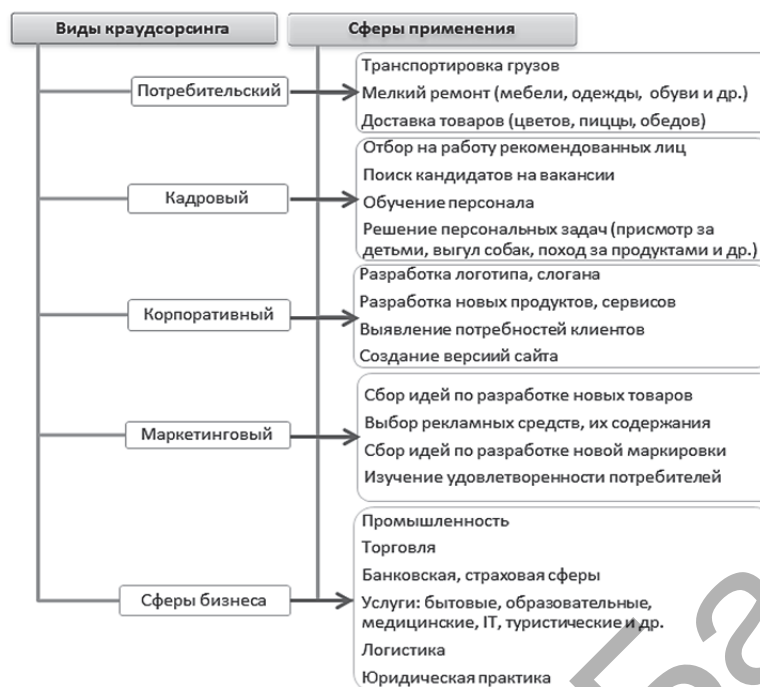 Виды краудсорсинга
Сферы применения
Потребительский
Транспортировка грузов
Мелкий ремонт (мебели, одежды, обуви и др.)
Доставка товаров (цветов, пиццы, обедов)
Кадровый
Отбор на работу рекомендованных лиц
Поиск кандидатов на вакансии
Обучение персонала
Решение персональных задач (присмотр за
детьми, выгул собак, поход за продуктами и др.)
Корпоративный
Разработка логотипа, слогана
Разработка новых продуктов, сервисов
Выявление потребностей клиентов
Создание версиий сайта
Маркетинговый
Сбор идей по разработке новых товаров
Выбор рекламных средств, их содержания
Сбор идей по разработке новой маркировки
Изучение удовлетворенности потребителей
Сферы бизнеса
Промышленность
Торговля
Банковская, страховая сферы
Услуги: бытовые, образовательные,
медицинские, IT, туристические и др.
Логистика
Юридическая практика